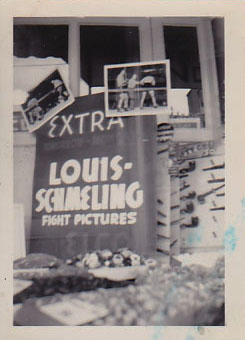 EXTRA
LOUIS-
SCHMELING
FIGHT PICTURES